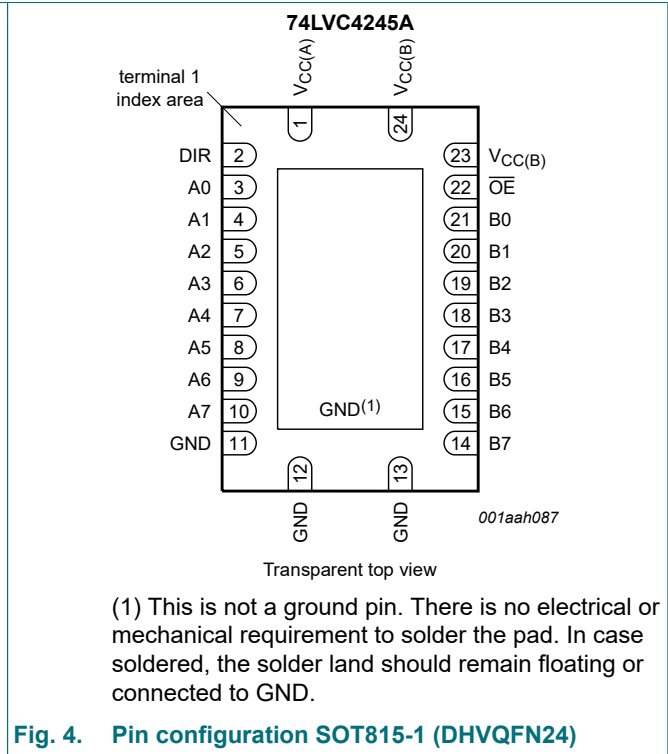 74LVC4245A
terminal 1
index area
VCC(A)
VCC(B)
1
24
DIR 2
23 VCC(B)
A0 3
22 OE
A1 4
21 B0
A2 5
20 B1
A3 6
19 B2
A4 7
18 B3
A5 8
17 B4
A6 9
16 B5
A7 10
GND(1)
15 B6
GND 11
14 B7
12
13
GND
GND
001aah087
Transparent top view
(1) This is not a ground pin. There is no electrical or
mechanical requirement to solder the pad. In case
soldered, the solder land should remain floating or
connected to GND.
Fig. 4. Pin configuration SOT815-1 (DHVQFN24)